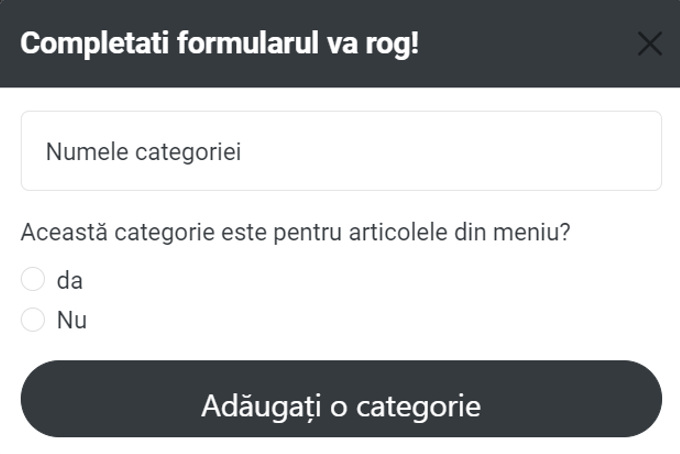 Completati formularul va rog!
Numele categoriei
Această categorie este pentru articolele din meniu?
da
Nu
Adăugați o categorie